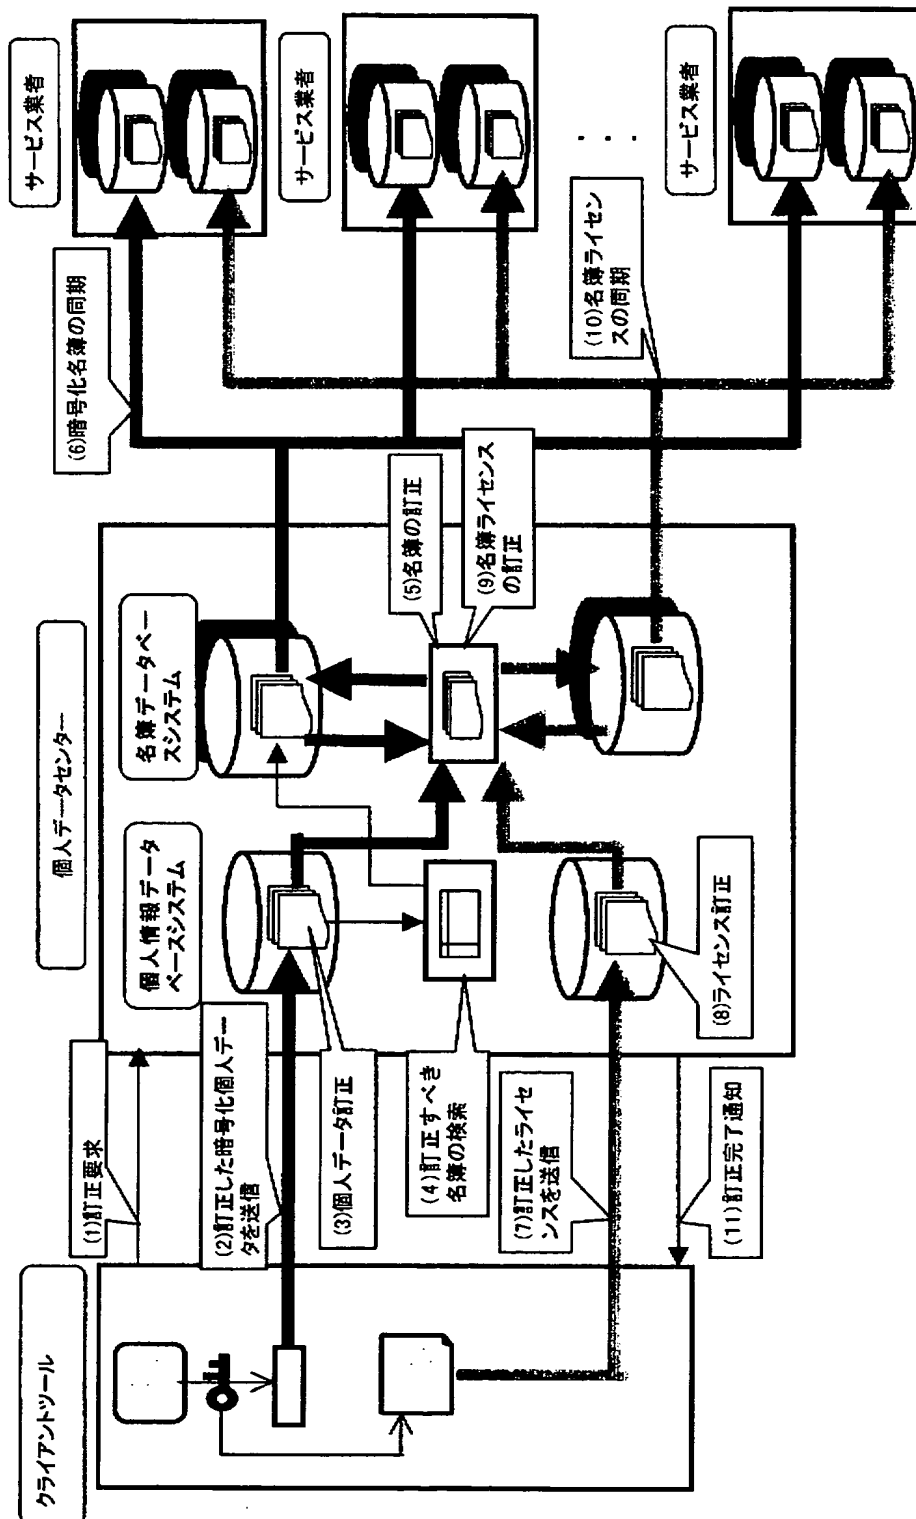 クライアントツール
個人データセンター
サービス業者
サービス業者
サービス業者
個人情報データ
ベースシステム
名簿データベー
スシステム
(1)訂正要求
(2)訂正した暗号化個人デー
タを送信
(3)個人データ訂正
(4)訂正すべき
名簿の検索
(5)名簿の訂正
(6)暗号化名簿の同期
(7)訂正したライセ
ンスを送信
(8)ライセンス訂正
(9)名簿ライセンス
の訂正
(10)名簿ライセン
スの同期
(11)訂正完了通知